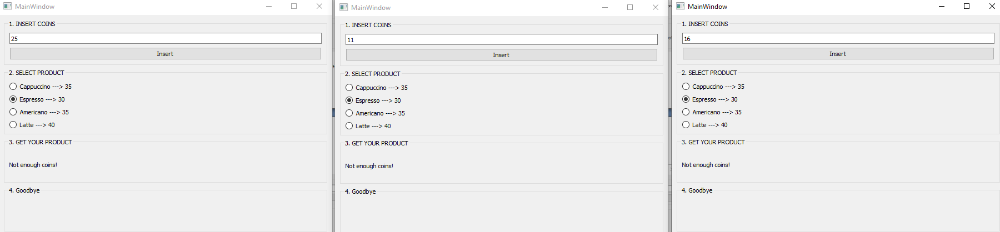 MainWindow
1. INSERT COINS
25
Insert
2. SELECT PRODUCT
Cappuccino ---> 35
Espresso ---> 30
Americano ---> 35
Latte ---> 40
3. GET YOUR PRODUCT
Not enough coins!
4. Goodbye
MainWindow
1. INSERT COINS
11
Insert
2. SELECT PRODUCT
Cappuccino ---> 35
Espresso ---> 30
Americano ---> 35
Latte ---> 40
3. GET YOUR PRODUCT
Not enough coins!
4. Goodbye
MainWindow
1. INSERT COINS
16
Insert
2. SELECT PRODUCT
Cappuccino ---> 35
Espresso ---> 30
Americano ---> 35
Latte ---> 40
3. GET YOUR PRODUCT
Not enough coins!
4. Goodbye